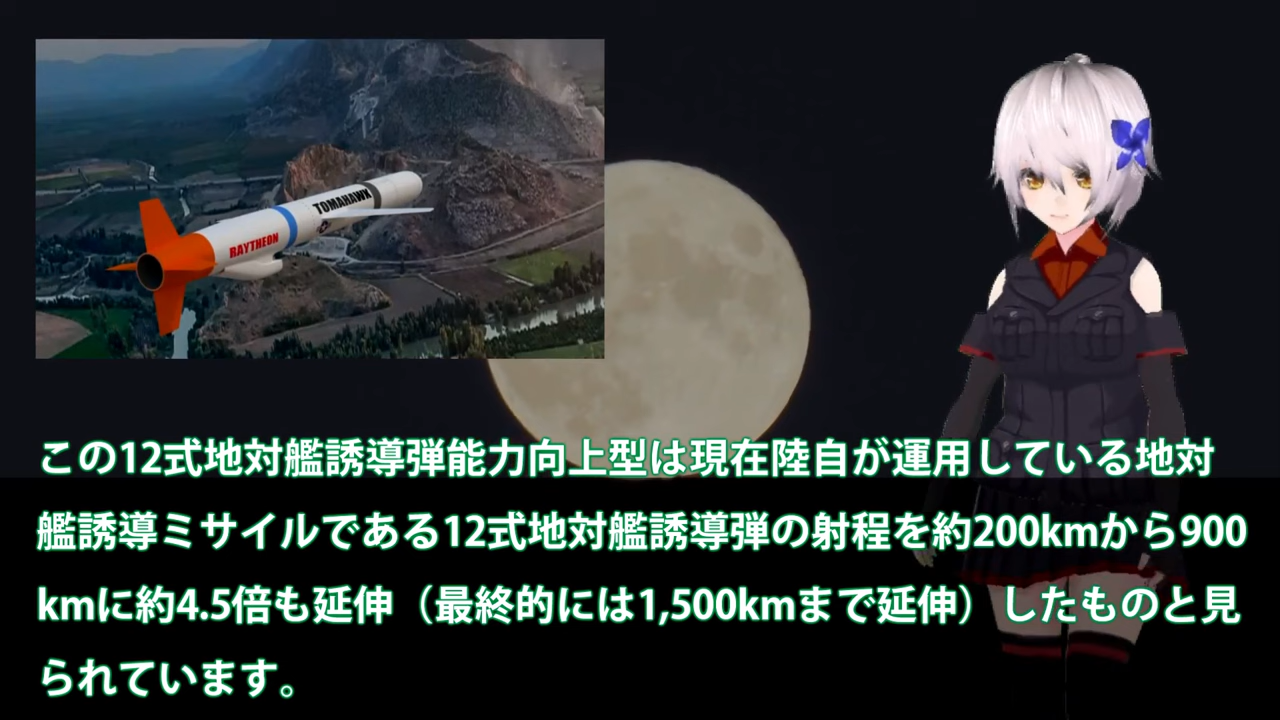 TOMAHAWK
RAYTHEON
この12式地対艦誘導弾能力向上型は現在陸自が運用している地対
艦誘導ミサイルである12式地対艦誘導弾の射程を約200kmから900
kmに約4.5倍も延伸（最終的には1,500kmまで延伸）したものと見
られています。